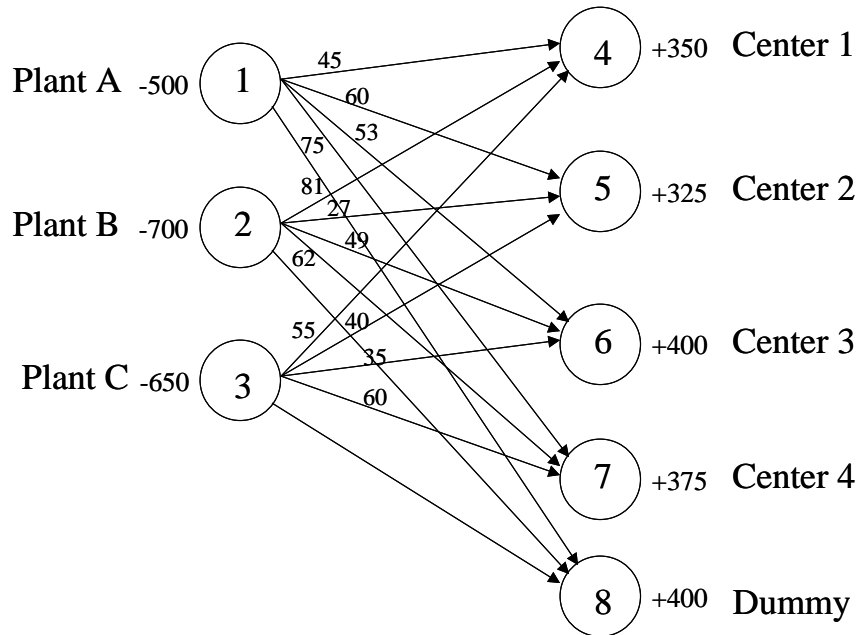 Plant A -500 1
45
60
53
75
4 +350 Center 1
Plant B -700 2
81
27
49
62
5 +325 Center 2
Plant C -650 3
55
40
35
60
6 +400 Center 3
7 +375 Center 4
8 +400 Dummy